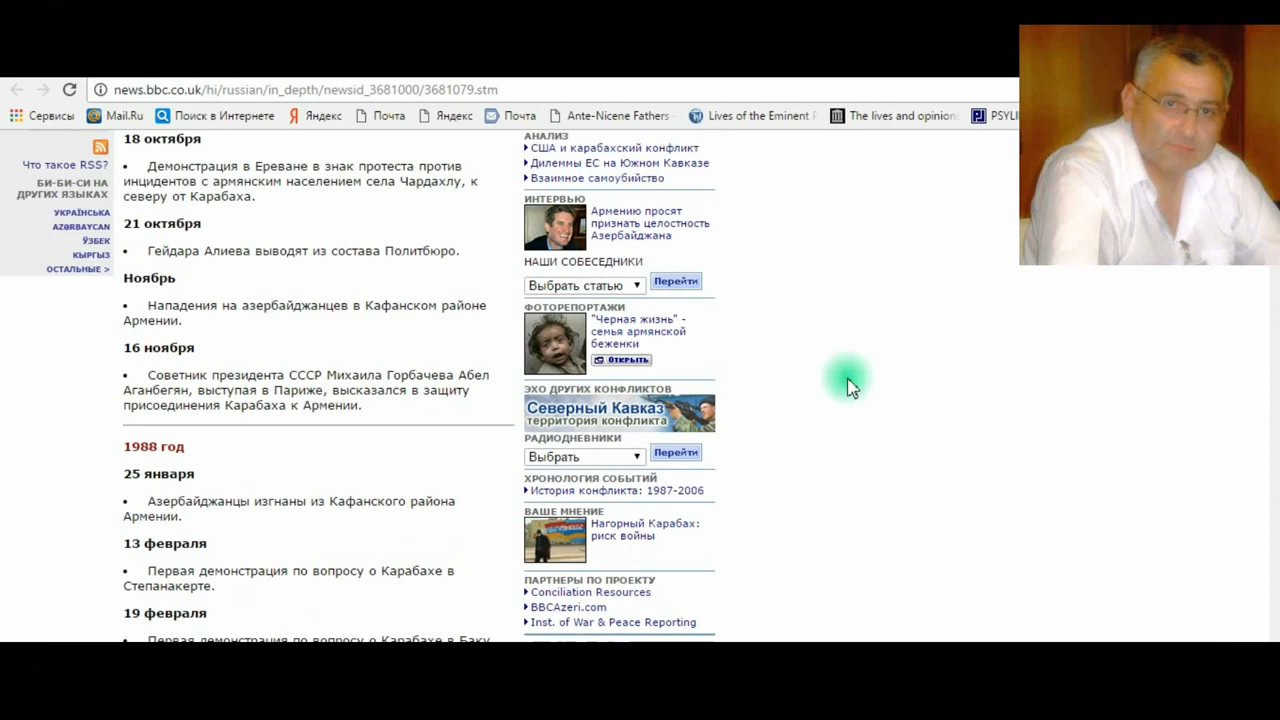 news.bbc.co.uk/hi/russian/in_depth/newsid_3681000/3681079.stm
Сервисы
Mail.Ru
Поиск в Интернете
Яндекс
Почта
Яндекс
Почта
Ante-Nicene Fathers -
Lives of the Eminent
The lives and opinion
PSYLI
Что такое RSS?
БИ-БИ-СИ НА
ДРУГИХ ЯЗЫКАХ
УКРАЇНСЬКА
AZƏRBAYCAN
ЎЗБЕК
КЫРГЫЗ
ОСТАЛЬНЫЕ >
18 октября
• Демонстрация в Ереване в знак протеста против
инцидентов с армянским населением села Чардахлу, к
северу от Карабаха.
21 октября
• Гейдара Алиева выводят из состава Политбюро.
Ноябрь
• Нападения на азербайджанцев в Кафанском районе
Армении.
16 ноября
• Советник президента СССР Михаила Горбачева Абел
Аганбегян, выступая в Париже, высказался в защиту
присоединения Карабаха к Армении.
1988 год
25 января
• Азербайджанцы изгнаны из Кафанского района
Армении.
13 февраля
• Первая демонстрация по вопросу о Карабахе в
Степанакерте.
19 февраля
• Первая демонстрация по вопросу о Карабахе в Баку
АНАЛИЗ
США и карабахский конфликт
Дилеммы ЕС на Южном Кавказе
Взаимное самоубийство
ИНТЕРВЬЮ
Армению просят
признать целостность
Азербайджана
НАШИ СОБЕСЕДНИКИ
Выбрать статью
Перейти
ФОТОРЕПОРТАЖИ
"Черная жизнь" -
семья армянской
беженки
ОТКРЫТЬ
ЭХО ДРУГИХ КОНФЛИКТОВ
Северный Кавказ
территория конфликта
РАДИОДНЕВНИКИ
Выбрать
Перейти
ХРОНОЛОГИЯ СОБЫТИЙ
История конфликта: 1987-2006
ВАШЕ МНЕНИЕ
Нагорный Карабах:
риск войны
ПАРТНЕРЫ ПО ПРОЕКТУ
Conciliation Resources
BBCAzeri.com
Inst. of War & Peace Reporting